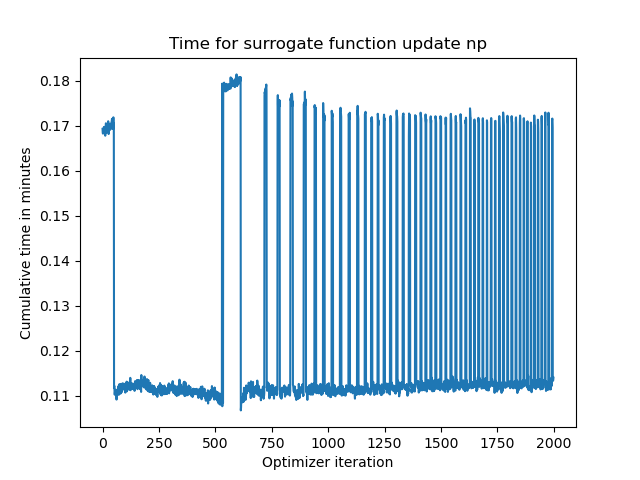 Time for surrogate function update np
Cumulative time in minutes
0.18
0.17
0.16
0.15
0.14
0.13
0.12
0.11
0 250 500 750 1000 1250 1500 1750 2000
Optimizer iteration